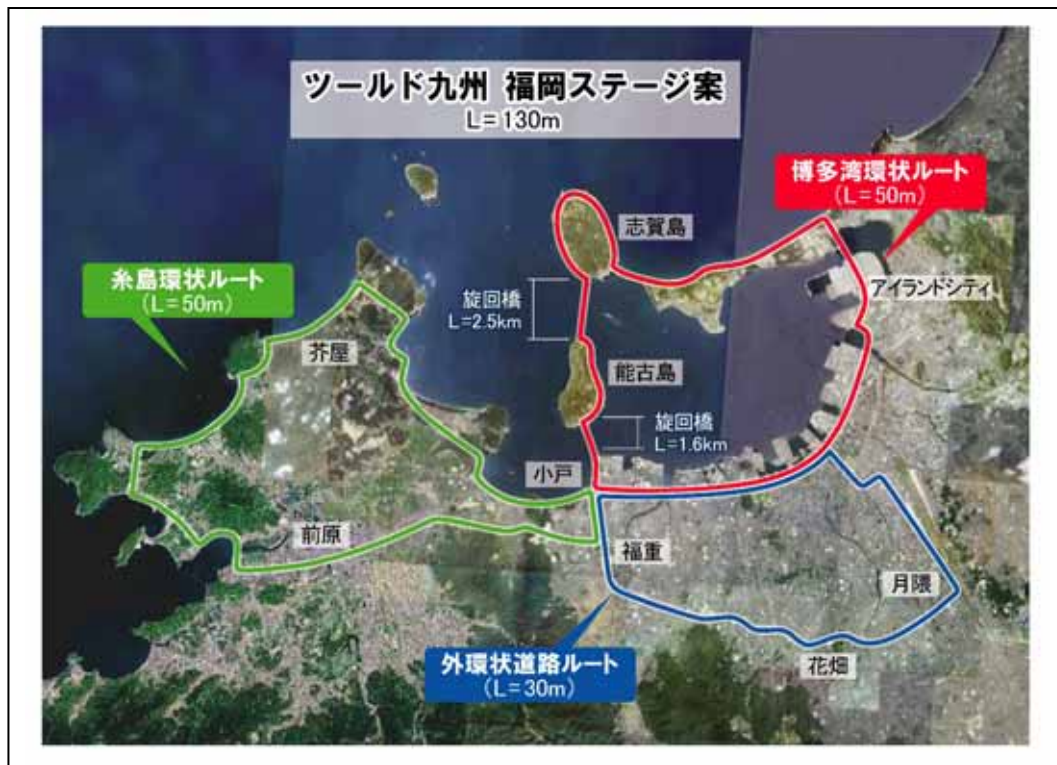 ツールド九州 福岡ステージ案
L=130m
博多湾環状ルート
(L=50m)
志賀島
アイランドシティ
糸島環状ルート
(L=50m)
旋回橋
L=2.5km
芥屋
能古島
旋回橋
L=1.6km
小戸
前原
福重
月隈
外環状道路ルート
(L=30m)
花畑